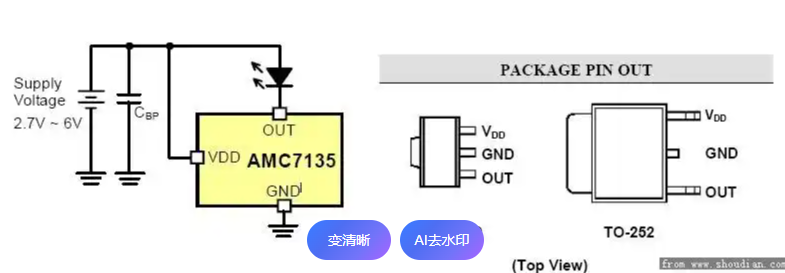 Supply
Voltage
2.7V ~ 6V
CBP
OUT
VDD
AMC7135
GND
PACKAGE PIN OUT
VDD
GND
OUT
VDD
GND
OUT
TO-252
(Top View)
变清晰
AI去水印
from www.shoudian.com